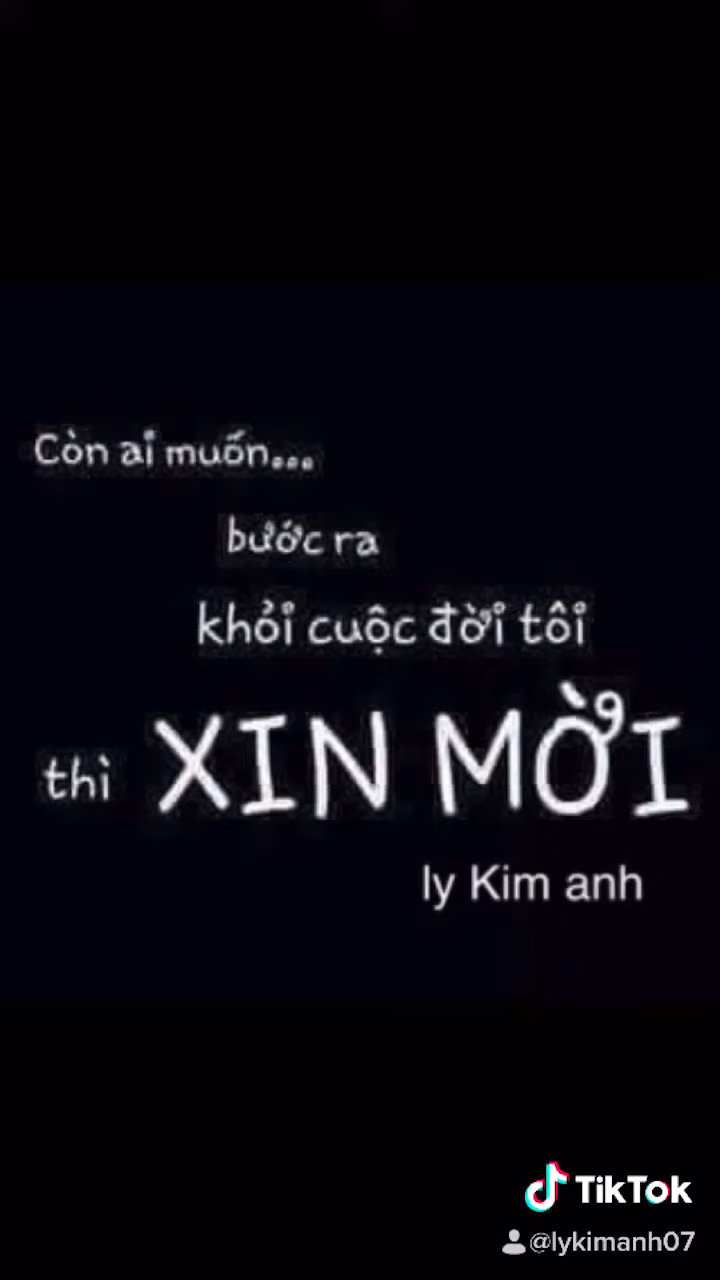 Còn ai muốn...
bước ra
khỏi cuộc đời tôi
thì XIN MỜI
ly Kim anh
TikTok
@lykimanh07